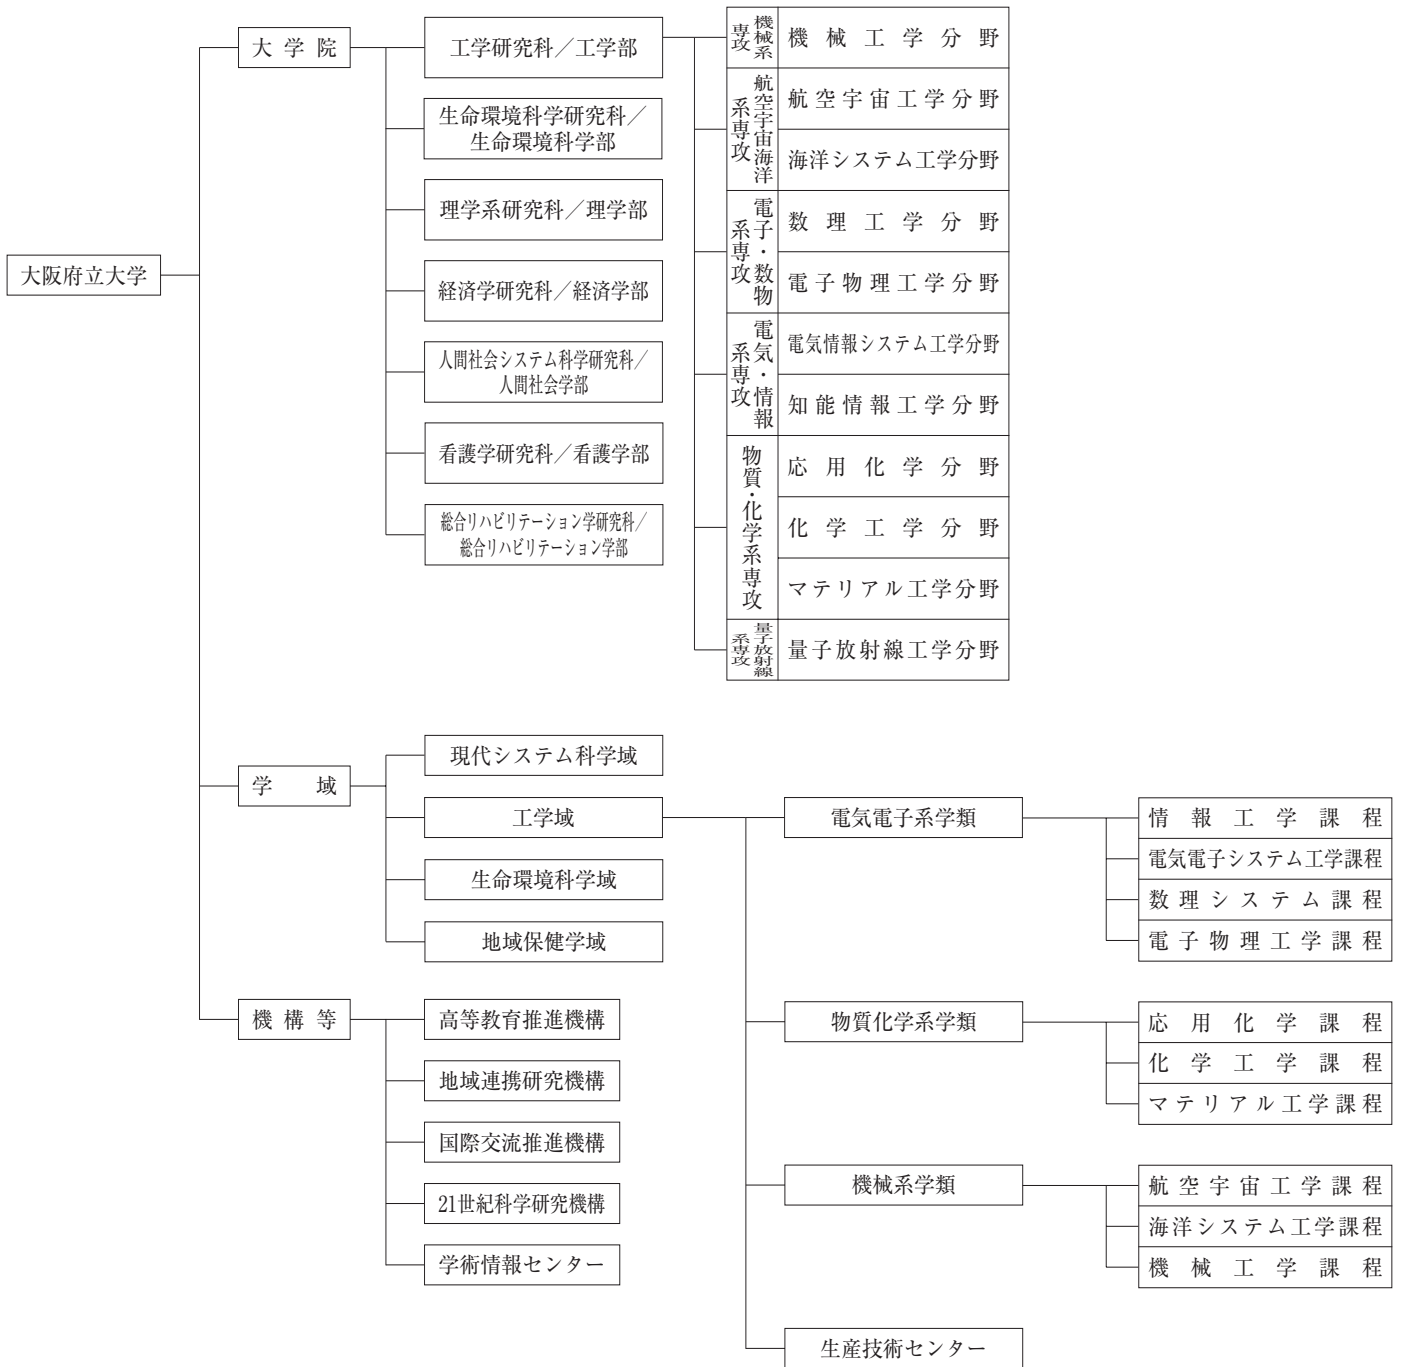 大阪府立大学
大学院
工学研究科／工学部
機械系
専攻
機械工学分野
航空宇宙海洋
系専攻
航空宇宙工学分野
海洋システム工学分野
電子・数物
系専攻
数理工学分野
電子物理工学分野
電気・情報
系専攻
電気情報システム工学分野
知能情報工学分野
物質・化学系専攻
応用化学分野
化学工学分野
マテリアル工学分野
量子放射線
系専攻
量子放射線工学分野
生命環境科学研究科／
生命環境科学部
理学系研究科／理学部
経済学研究科／経済学部
人間社会システム科学研究科／
人間社会学部
看護学研究科／看護学部
総合リハビリテーション学研究科／
総合リハビリテーション学部
学域
現代システム科学域
工学域
電気電子系学類
情報工学課程
電気電子システム工学課程
数理システム課程
電子物理工学課程
物質化学系学類
応用化学課程
化学工学課程
マテリアル工学課程
機械系学類
航空宇宙工学課程
海洋システム工学課程
機械工学課程
生産技術センター
生命環境科学域
地域保健学域
機構等
高等教育推進機構
地域連携研究機構
国際交流推進機構
21世紀科学研究機構
学術情報センター